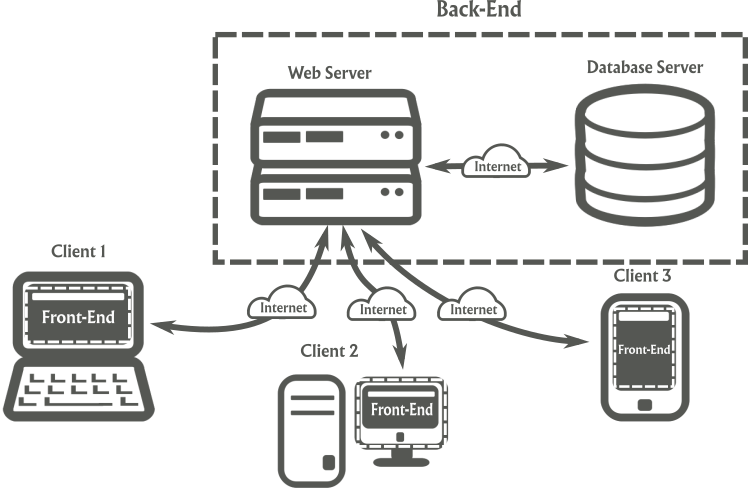 Back-End
Web Server
Database Server
Internet
Client 1
Front-End
Internet
Internet
Internet
Client 2
Front-End
Client 3
Front-End